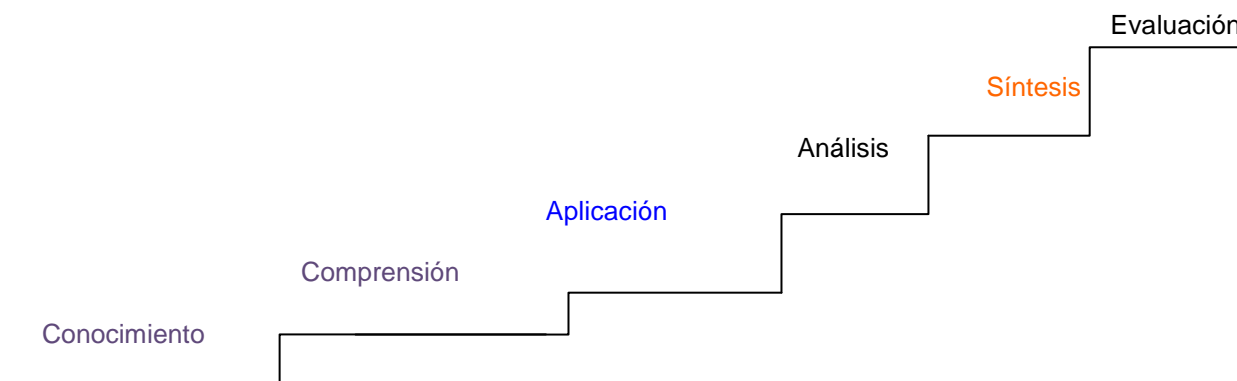 Evaluación
Síntesis
Análisis
Aplicación
Comprensión
Conocimiento